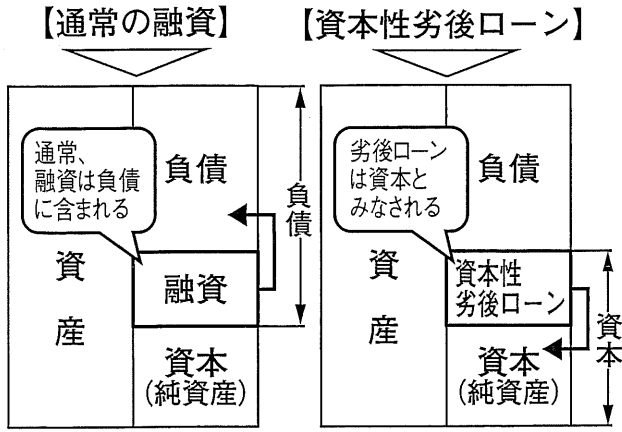 【通常の融資】
通常、
融資は負債
に含まれる
資産
負債
融資
資本
(純資産)
負債
【資本性劣後ローン】
劣後ローン
は資本と
みなされる
資産
負債
資本性
劣後ローン
資本
(純資産)
資本